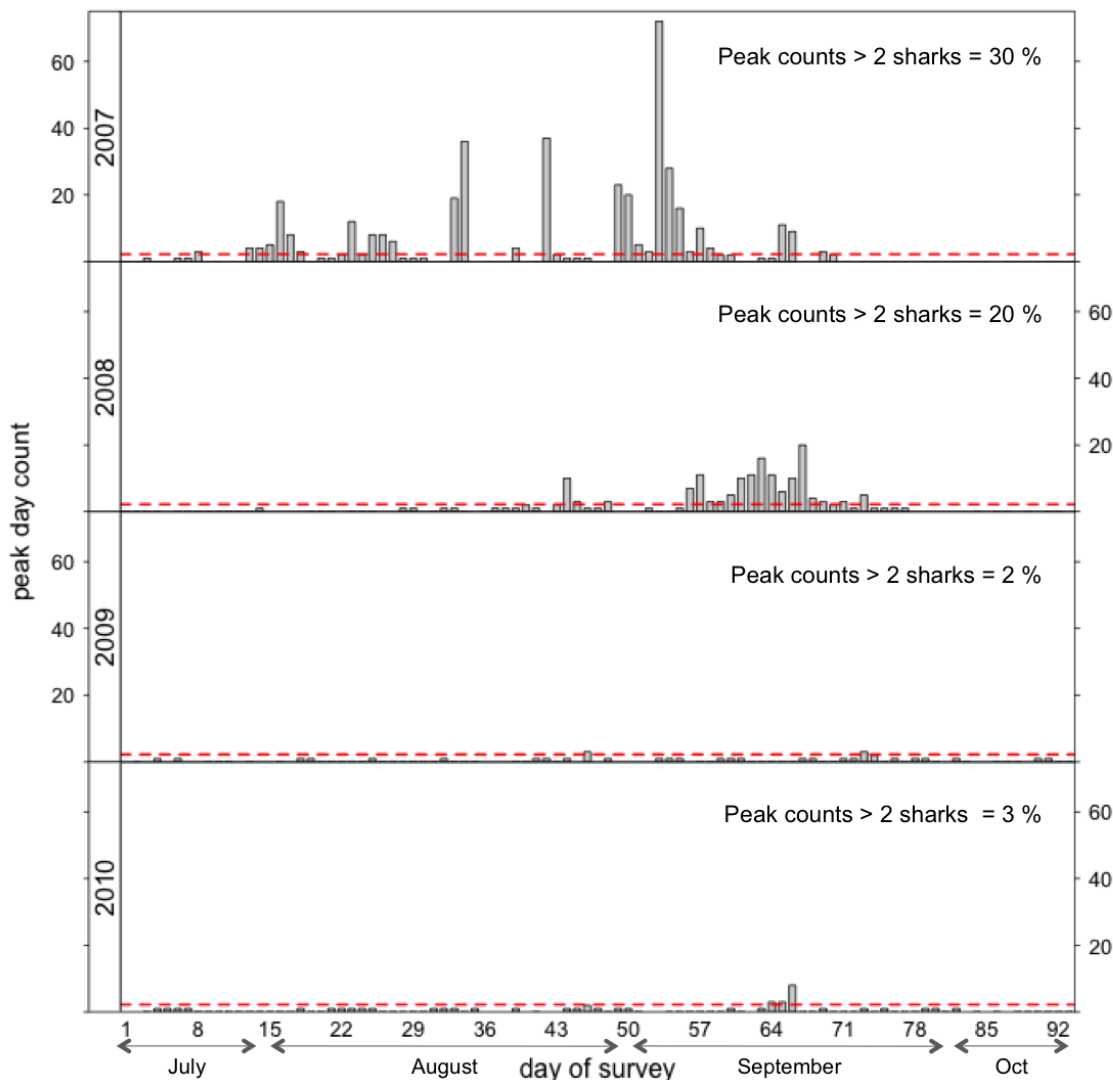 Peak counts > 2 sharks = 30 %
60
40
20
2007
Peak counts > 2 sharks = 20 %
60
40
20
2008
peak day count
Peak counts > 2 sharks = 2 %
60
40
20
2009
Peak counts > 2 sharks  = 3 %
60
40
20
2010
1 8 15 22 29 36 43 50 57 64 71 78 85 92
July August day of survey September Oct